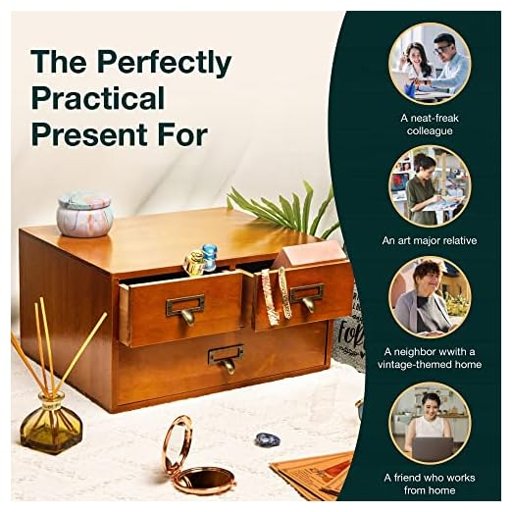 The Perfectly
Practical
Present For
A neat-freak
colleague
An art major relative
A neighbor wwith a
vintage-themed home
A friend who works
from home